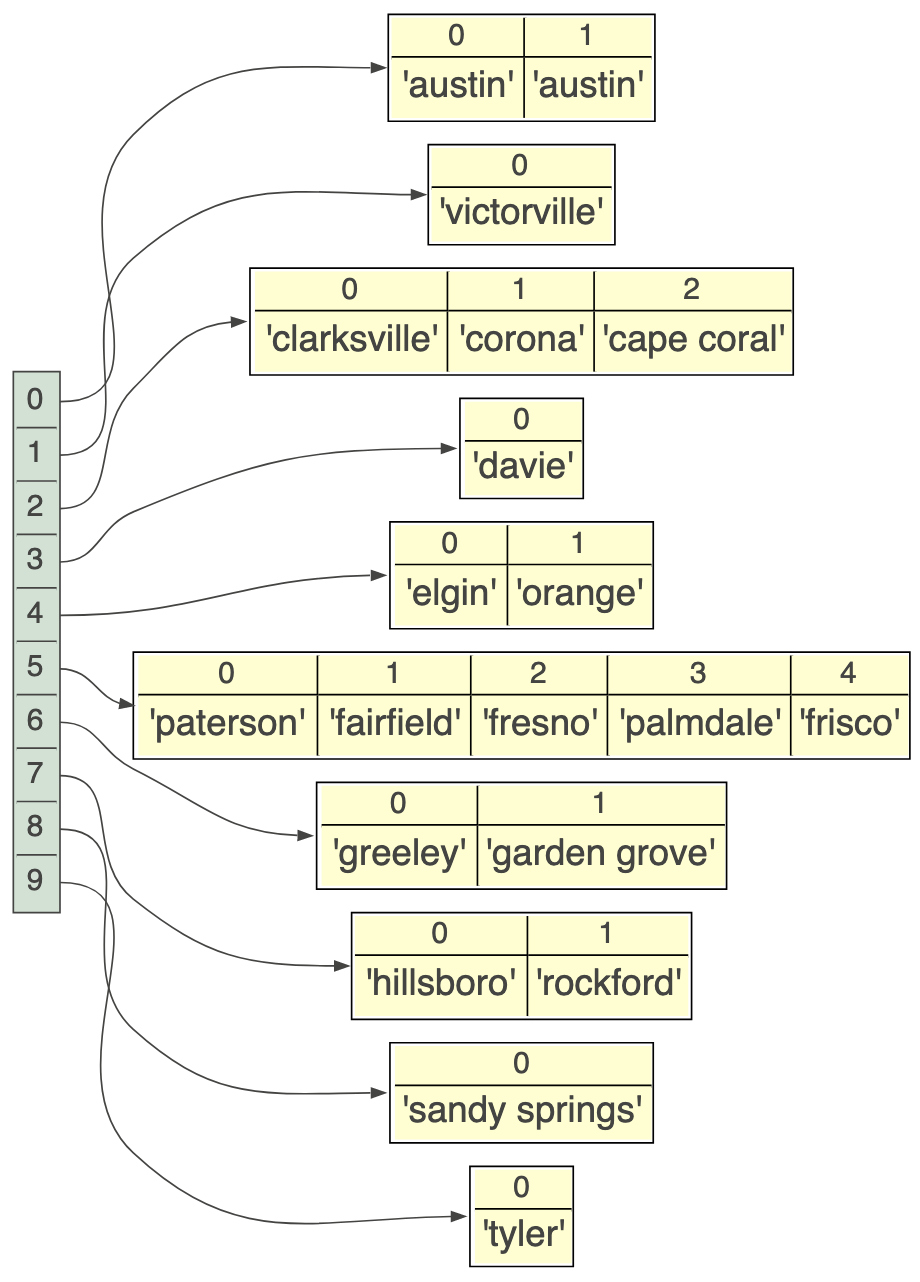 0 1
'austin' 'austin'
0
'victorville'
0 1 2
'clarksville' 'corona' 'cape coral'
0
1
2
3
4
5
6
7
8
9
0
'davie'
0 1
'elgin' 'orange'
0 1 2 3 4
'paterson' 'fairfield' 'fresno' 'palmdale' 'frisco'
0 1
'greeley' 'garden grove'
0 1
'hillsboro' 'rockford'
0
'sandy springs'
0
'tyler'